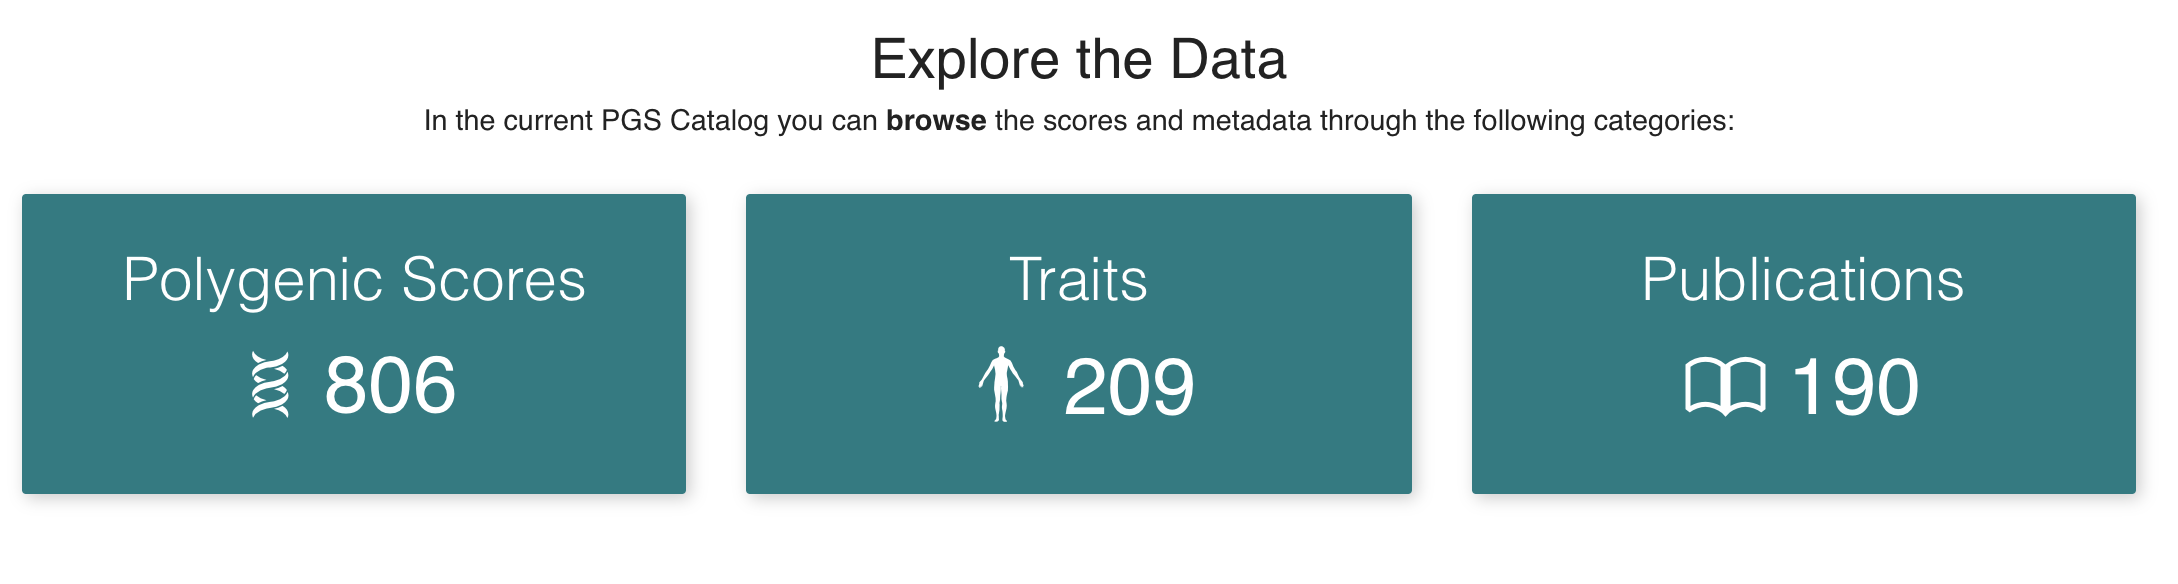 Explore the Data
In the current PGS Catalog you can browse the scores and metadata through the following categories:
Polygenic Scores
806
Traits
209
Publications
190